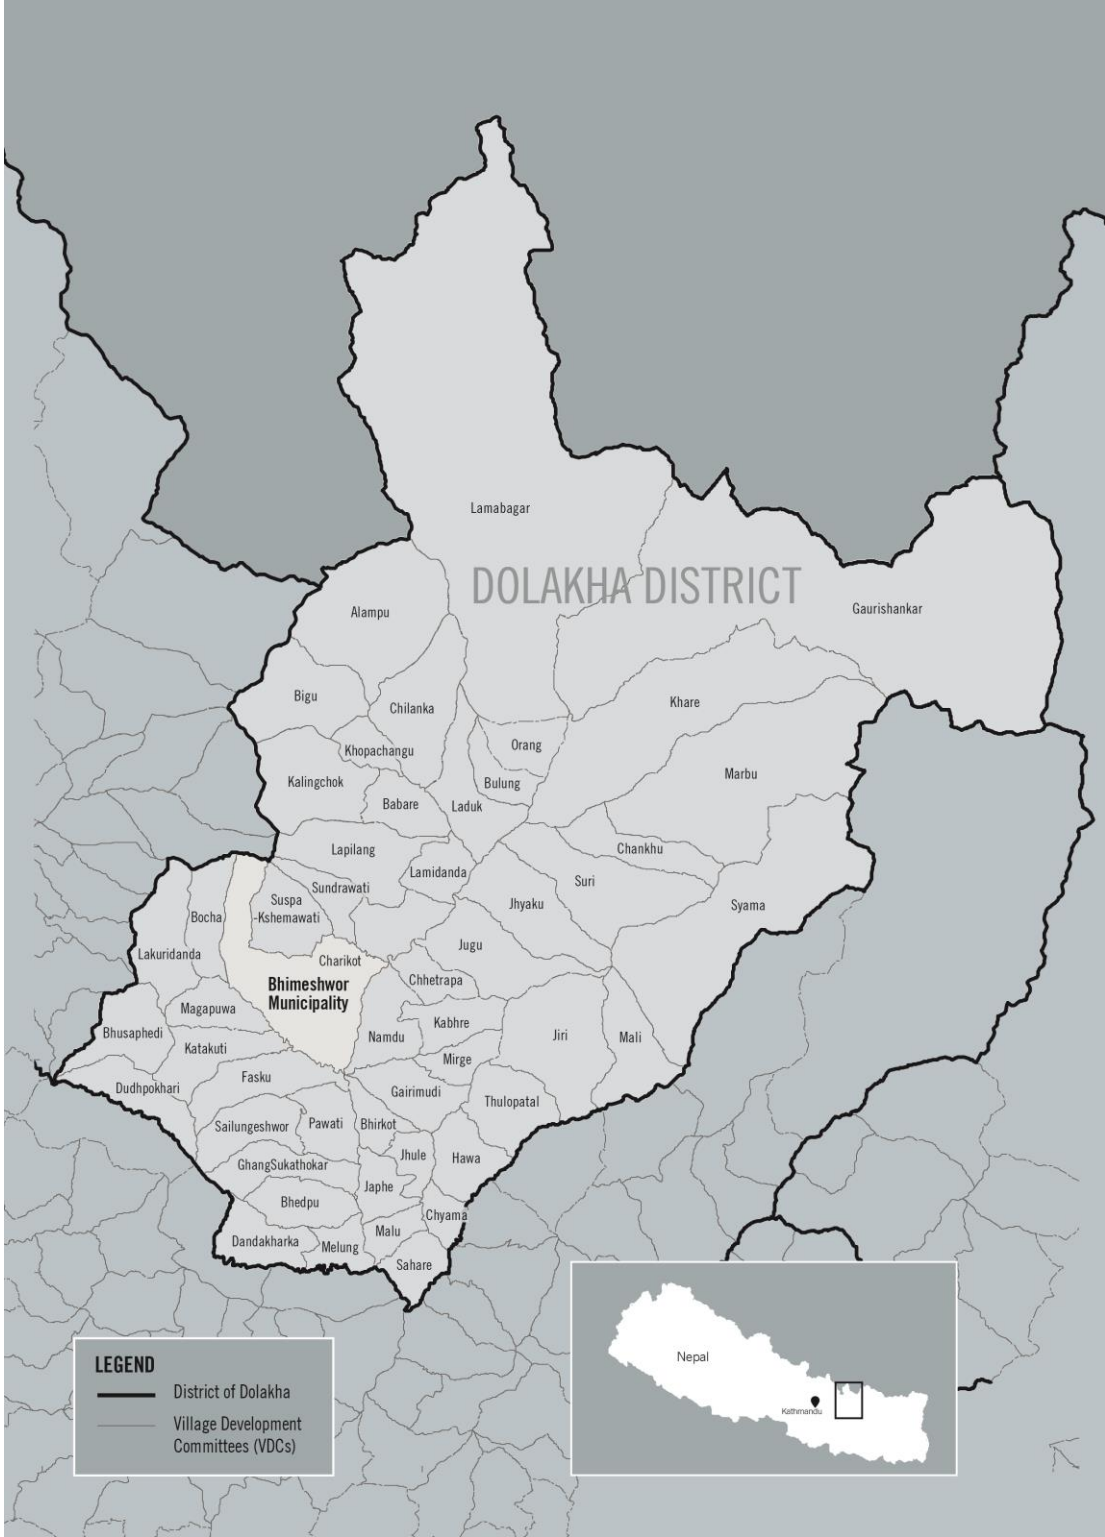 Lamabagar
DOLAKHA DISTRICT
Gaurishankar
Alampu
Bigu
Chilanka
Khare
Khopachangu
Orang
Kalingchok
Bulung
Marbu
Babare
Laduk
Lapilang
Chankhu
Lamidanda
Suri
Sundrawati
Suspa
-Kshemawati
Jhyaku
Syama
Bocha
Jugu
Lakuridanda
Charikot
Chhetrapa
Bhimeshwor
Municipality
Magapuwa
Kabhre
Bhusaphedi
Namdu
Jiri
Mali
Katakuti
Mirge
Fasku
Dudhpokhari
Gairimudi
Thulopatal
Sailungeshwor
Pawati
Bhirkot
Jhule
Hawa
GhangSukathokar
Japhe
Bhedpu
Chyama
Malu
Dandakharka
Melung
Sahare
LEGEND
District of Dolakha
Village Development
Committees (VDCs)
Nepal
Kathmandu